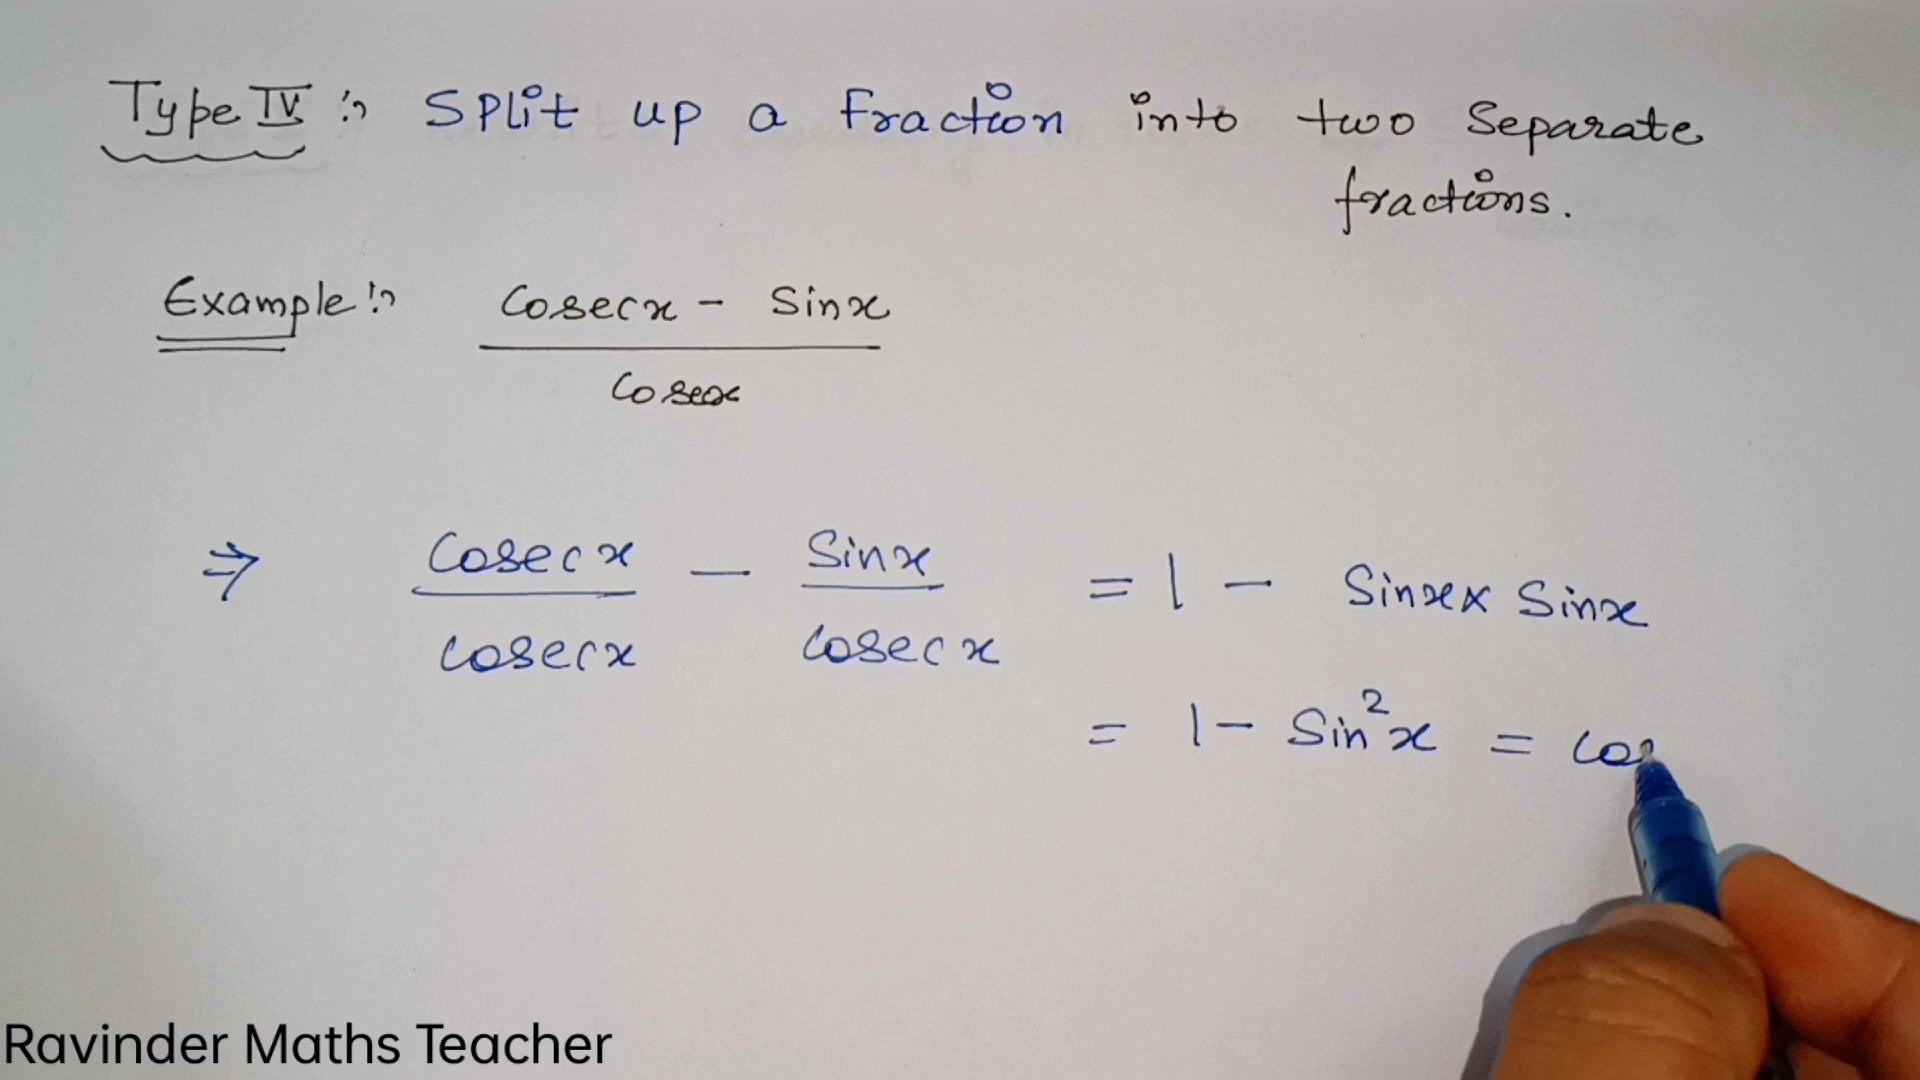 Type IV :> Split up a fraction into two Separate
fractions.
Example :> Cosecx - Sinx
Cosecx
⇒ Cosecx — Sinx = 1 - Sinx x Sinx
cosecx Cosecx
= 1 - Sin²x = cos
Ravinder Maths Teacher